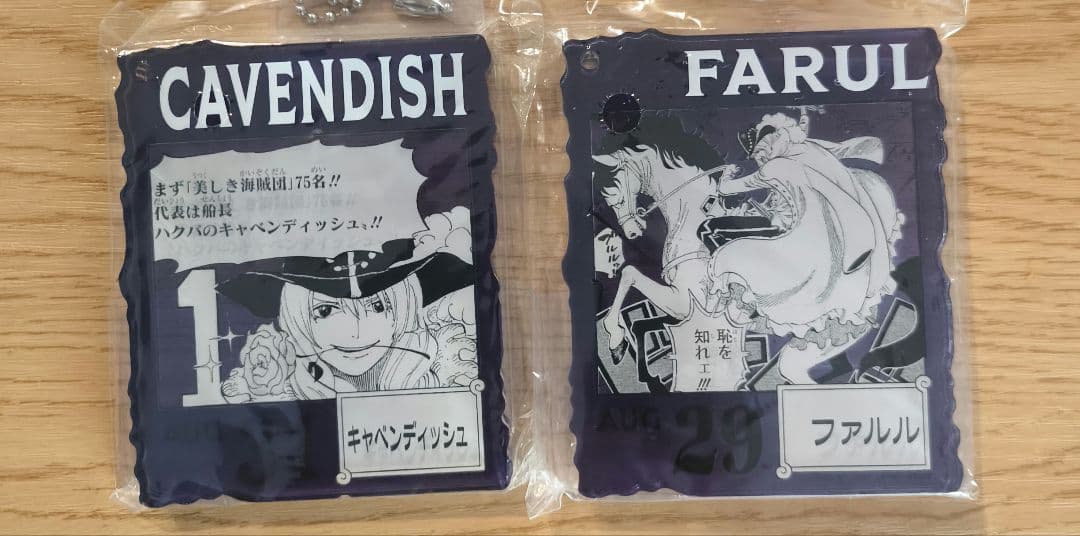 CAVENDISH
まず「美しき海賊団」75名!!
代表は船長
ハクバのキャベンディッシュ!!
1
キャベンディッシュ
FARUL
恥を
知れェ!!!
AUG 29
ファルル